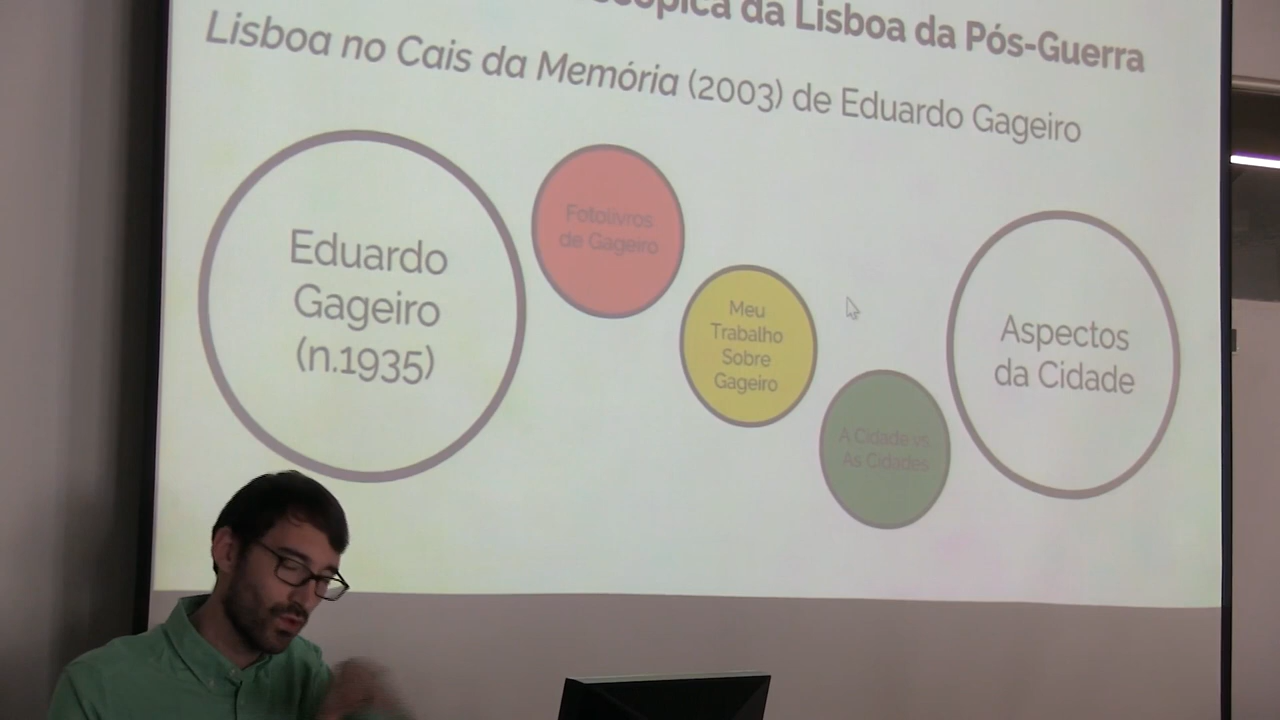 da Lisboa da Pós-Guerra
Lisboa no Cais da Memória (2003) de Eduardo Gageiro
Eduardo
Gageiro
(n.1935)
Fotolivros
de Gageiro
Meu
Trabalho
Sobre
Gageiro
A Cidade vs
As Cidades
Aspectos
da Cidade